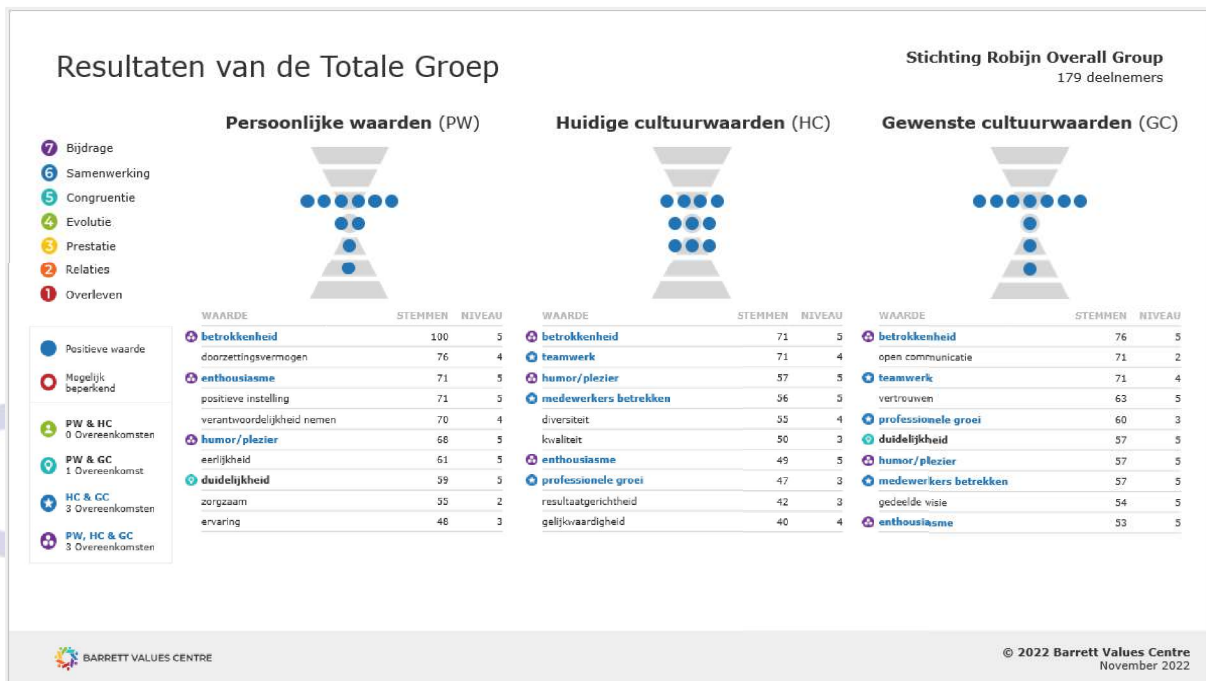 Resultaten van de Totale Groep
Stichting Robijn Overall Group
179 deelnemers
Persoonlijke waarden (PW)
Huidige cultuurwaarden (HC)
Gewenste cultuurwaarden (GC)
7 Bijdrage
6 Samenwerking
5 Congruentie
4 Evolutie
3 Prestatie
2 Relaties
1 Overleven
Positieve waarde
Mogelijk
beperkend
PW & HC
0 Overeenkomsten
PW & GC
1 Overeenkomst
HC & GC
3 Overeenkomsten
PW, HC & GC
3 Overeenkomsten
WAARDE STEMMEN NIVEAU
betrokkenheid 100 5
doorzettingsvermogen 76 4
enthousiasme 71 5
positieve instelling 71 5
verantwoordelijkheid nemen 70 4
humor/plezier 68 5
eerlijkheid 61 5
duidelijkheid 59 5
zorgzaam 55 2
ervaring 48 3
WAARDE STEMMEN NIVEAU
betrokkenheid 71 5
teamwerk 71 4
humor/plezier 57 5
medewerkers betrekken 56 5
diversiteit 55 4
kwaliteit 50 3
enthousiasme 49 5
professionele groei 47 3
resultaatgerichtheid 42 3
gelijkwaardigheid 40 4
WAARDE STEMMEN NIVEAU
betrokkenheid 76 5
open communicatie 71 2
teamwerk 71 4
vertrouwen 63 5
professionele groei 60 3
duidelijkheid 57 5
humor/plezier 57 5
medewerkers betrekken 57 5
gedeelde visie 54 5
enthousiasme 53 5
BARRETT VALUES CENTRE
© 2022 Barrett Values Centre
November 2022